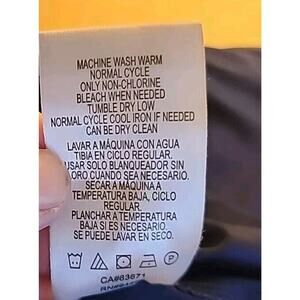 MACHINE WASH WARM
NORMAL CYCLE
ONLY NON-CHLORINE
BLEACH WHEN NEEDED
TUMBLE DRY LOW
NORMAL CYCLE COOL IRON IF NEEDED
CAN BE DRY CLEAN
LAVAR A MÁQUINA CON AGUA
TIBIA EN CICLO REGULAR.
USAR SOLO BLANQUEADOR SIN
CLORO CUANDO SEA NECESARIO.
SECAR A MÁQUINA A
TEMPERATURA BAJA, CICLO
REGULAR.
PLANCHAR A TEMPERATURA
BAJA SI ES NECESARIO.
SE PUEDE LAVAR EN SECO.
CA#63671